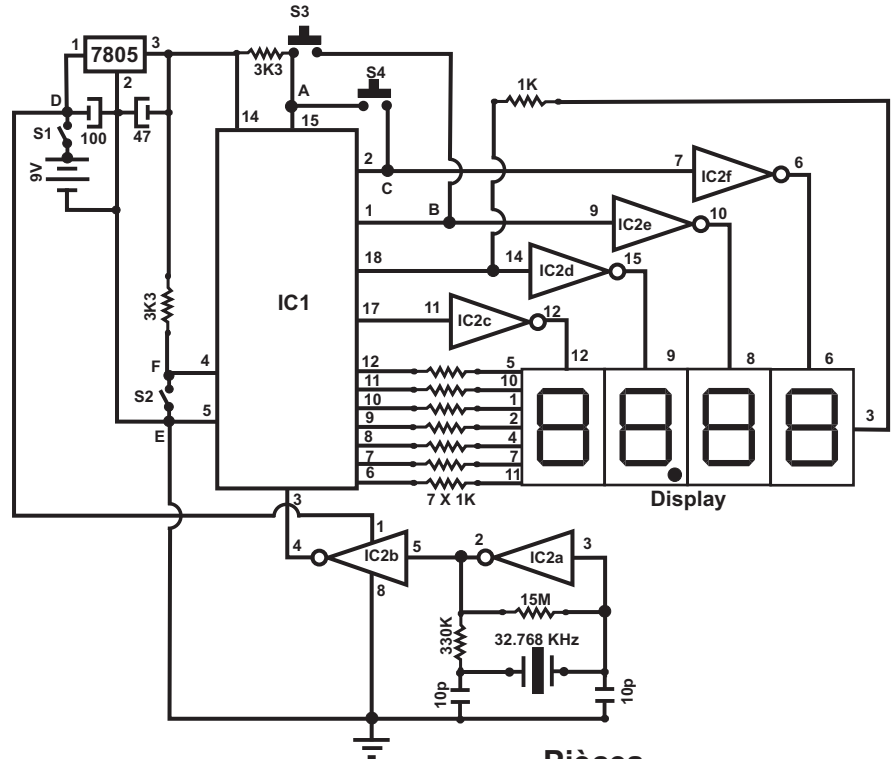 S3
1 7805 3
2
3K3
S4
1K
D
A
S1
100
47
14
15
9V
2
C
7
IC2f
6
1
B
9
IC2e
10
18
14
IC2d
15
IC1
17
11
IC2c
12
3K3
F
4
S2
5
E
12
11
10
9
8
7
6
7 X 1K
5
10
1
2
4
7
11
12
9
8
6
3
Display
3
1
4
IC2b
5
8
2
IC2a
3
15M
330K
32.768 KHz
10p
10p
Pièces